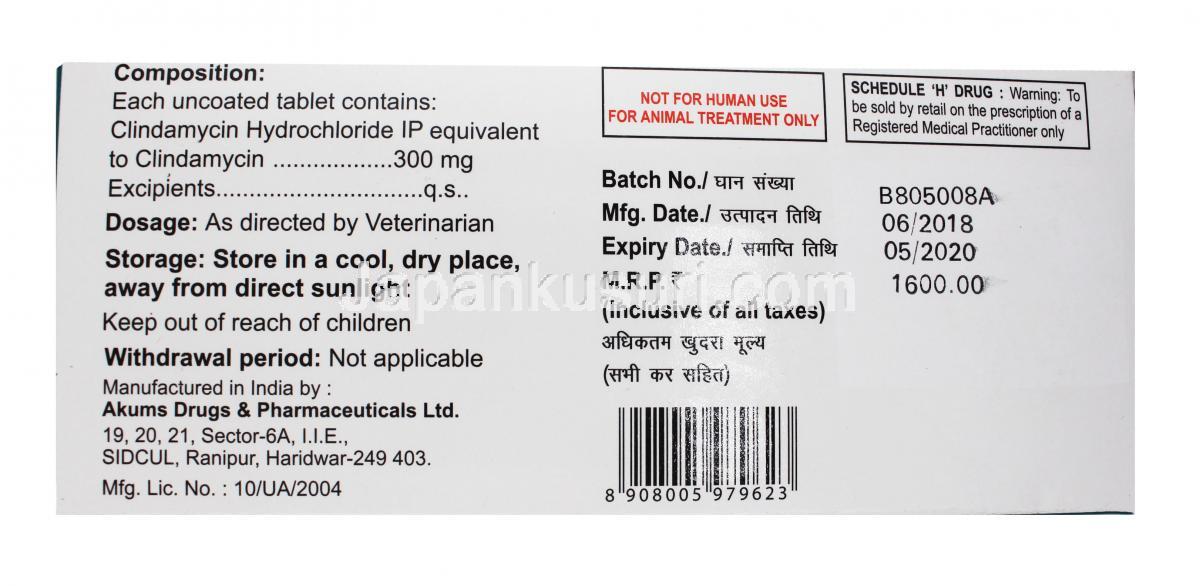 Composition:
Each uncoated tablet contains:
Clindamycin Hydrochloride IP equivalent
to Clindamycin ..................300 mg
Excipients...............................q.s..
Dosage: As directed by Veterinarian
Storage: Store in a cool, dry place,
away from direct sunlight.
Keep out of reach of children
Withdrawal period: Not applicable
Manufactured in India by :
Akums Drugs & Pharmaceuticals Ltd.
19, 20, 21, Sector-6A, I.I.E.,
SIDCUL, Ranipur, Haridwar-249 403.
Mfg. Lic. No. : 10/UA/2004
NOT FOR HUMAN USE
FOR ANIMAL TREATMENT ONLY
SCHEDULE 'H' DRUG : Warning: To
be sold by retail on the prescription of a
Registered Medical Practitioner only
Batch No./ घान संख्या B805008A
Mfg. Date./ उत्पादन तिथि 06/2018
Expiry Date./ समाप्ति तिथि 05/2020
M.R.P. ₹ 1600.00
(Inclusive of all taxes)
अधिकतम खुदरा मूल्य
(सभी कर सहित)
8 908005 979623
Japankusuri.com